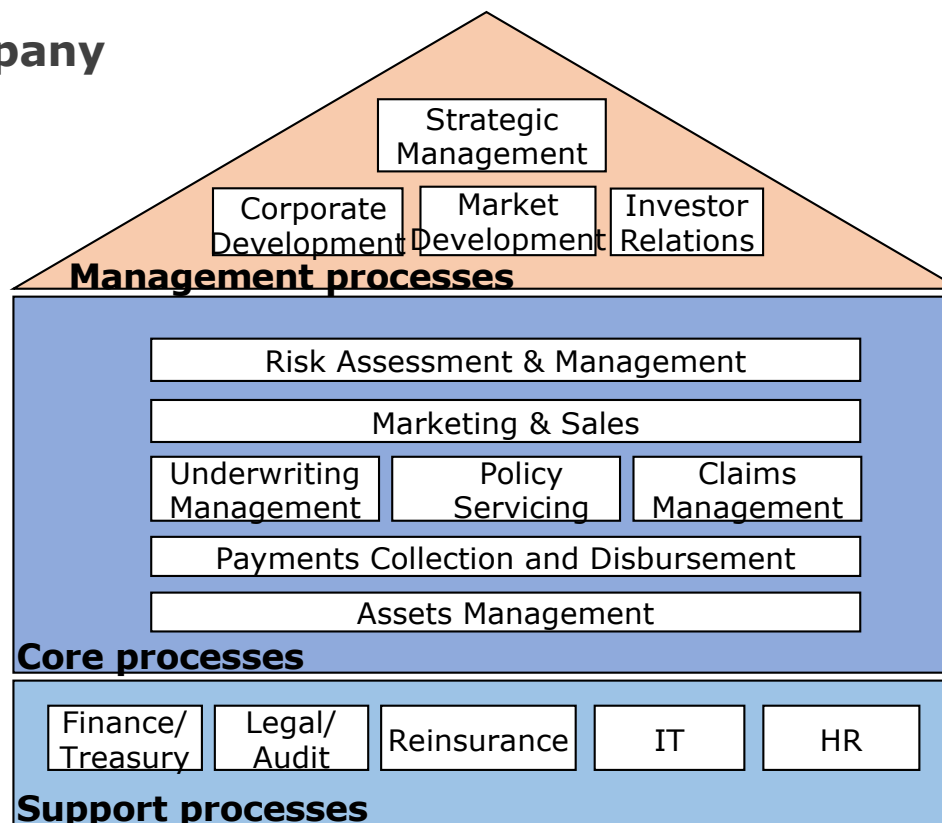 pany
Strategic
Management
Corporate
Development
Market
Development
Investor
Relations
Management processes
Risk Assessment & Management
Marketing & Sales
Underwriting
Management
Policy
Servicing
Claims
Management
Payments Collection and Disbursement
Assets Management
Core processes
Finance/
Treasury
Legal/
Audit
Reinsurance
IT
HR
Support processes